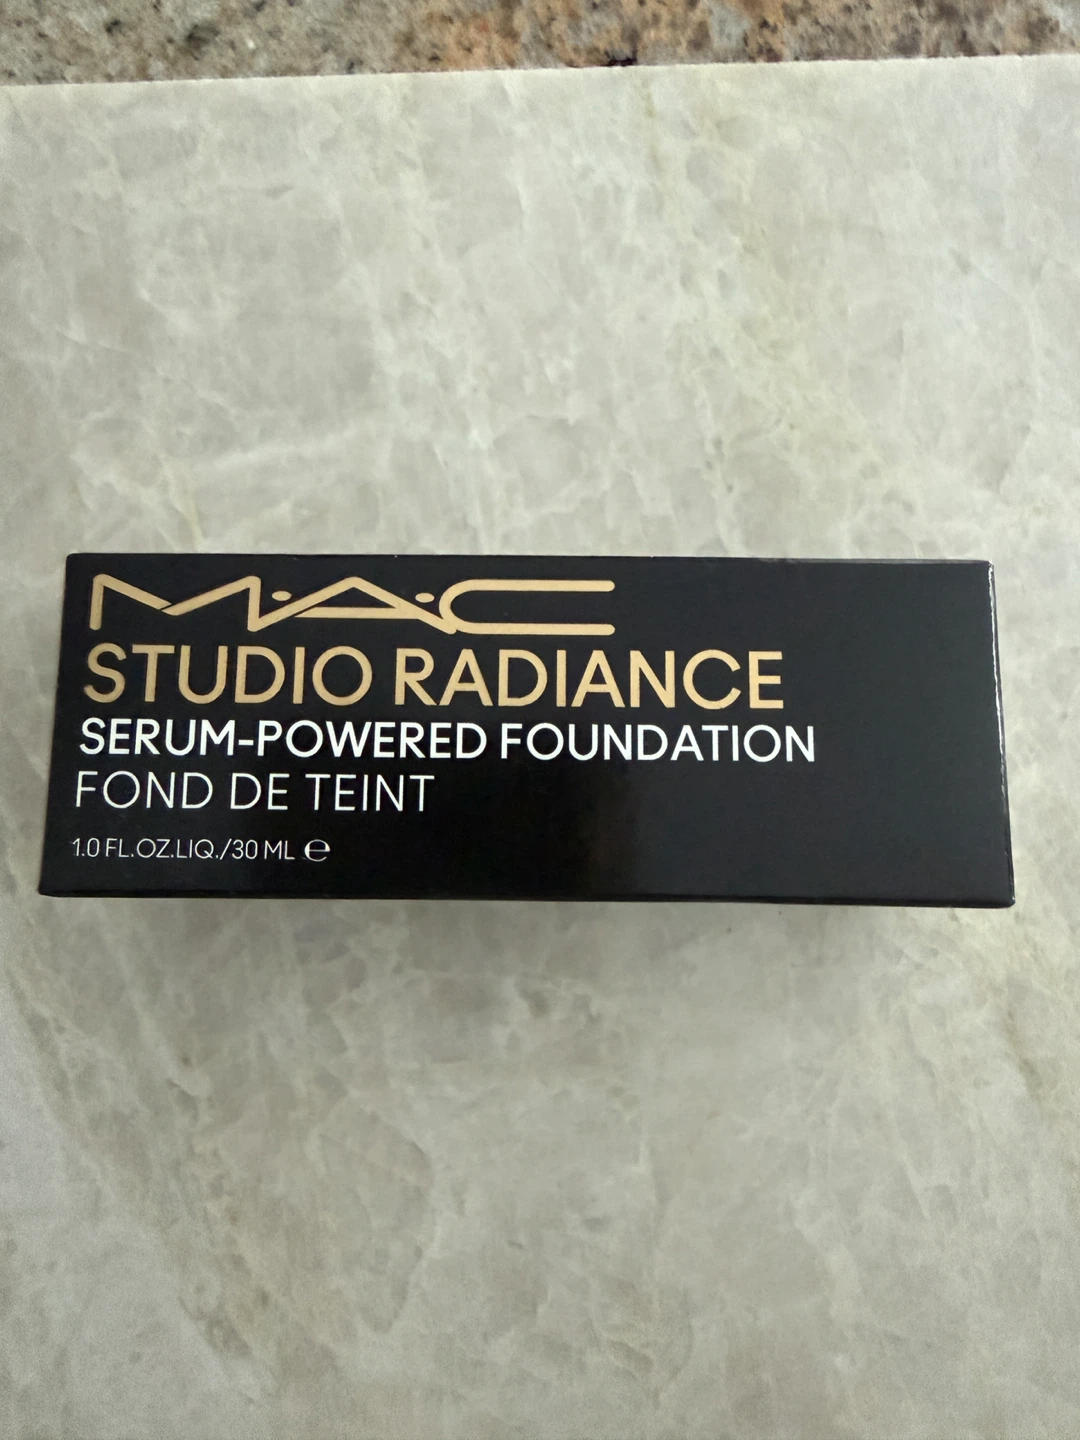 M·A·C
STUDIO RADIANCE
SERUM-POWERED FOUNDATION
FOND DE TEINT
1.0 FL.OZ.LIQ./30 ML ℮